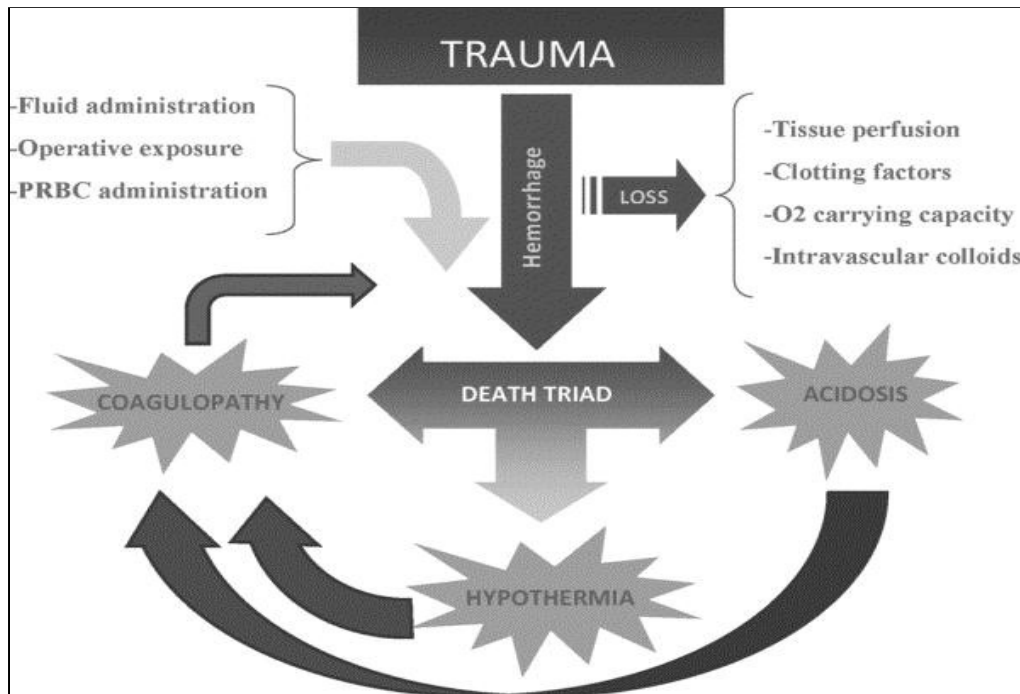 TRAUMA
-Fluid administration
-Operative exposure
-PRBC administration
Hemorrhage
LOSS
-Tissue perfusion
-Clotting factors
-O2 carrying capacity
-Intravascular colloids
COAGULOPATHY
DEATH TRIAD
ACIDOSIS
HYPOTHERMIA